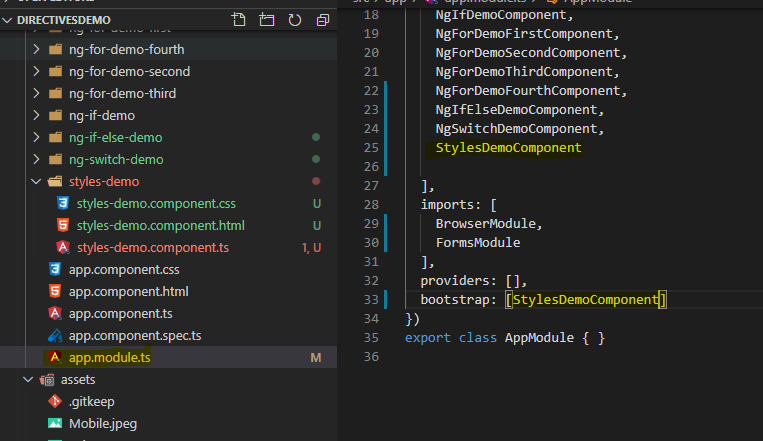 DIRECTIVESDEMO
ng-for-demo-fourth
ng-for-demo-second
ng-for-demo-third
ng-if-demo
ng-if-else-demo
ng-switch-demo
styles-demo
styles-demo.component.css U
styles-demo.component.html U
styles-demo.component.ts 1, U
app.component.css
app.component.html
app.component.ts
app.component.spec.ts
app.module.ts M
assets
.gitkeep
Mobile.jpeg
18 NgIfDemoComponent,
19 NgForDemoFirstComponent,
20 NgForDemoSecondComponent,
21 NgForDemoThirdComponent,
22 NgForDemoFourthComponent,
23 NgIfElseDemoComponent,
24 NgSwitchDemoComponent,
25 StylesDemoComponent
26
27 ],
28 imports: [
29 BrowserModule,
30 FormsModule
31 ],
32 providers: [],
33 bootstrap: [StylesDemoComponent]
34 })
35 export class AppModule { }
36